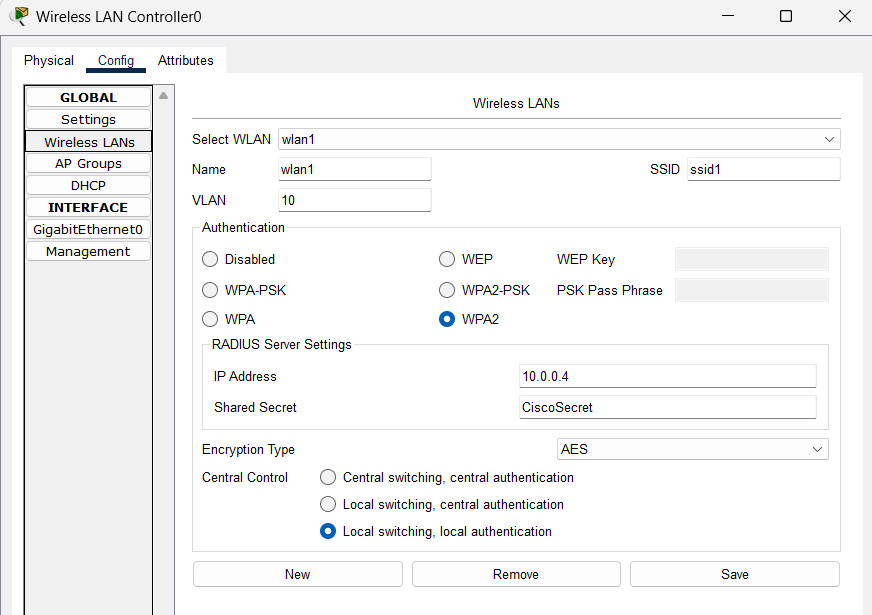 Wireless LAN Controller0
Physical Config Attributes
GLOBAL
Settings
Wireless LANs
AP Groups
DHCP
INTERFACE
GigabitEthernet0
Management
Wireless LANs
Select WLAN wlan1
Name wlan1 SSID ssid1
VLAN 10
Authentication
Disabled WEP WEP Key
WPA-PSK WPA2-PSK PSK Pass Phrase
WPA WPA2
RADIUS Server Settings
IP Address 10.0.0.4
Shared Secret CiscoSecret
Encryption Type AES
Central Control Central switching, central authentication
Local switching, central authentication
Local switching, local authentication
New Remove Save